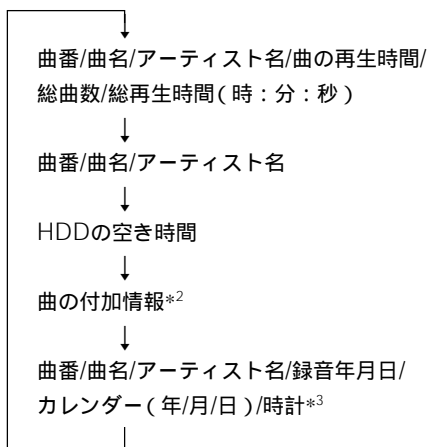 曲番/曲名/アーティスト名/曲の再生時間/
総曲数/総再生時間(時:分:秒)
曲番/曲名/アーティスト名
HDDの空き時間
曲の付加情報*2
曲番/曲名/アーティスト名/録音年月日/
カレンダー(年/月/日)/時計*3